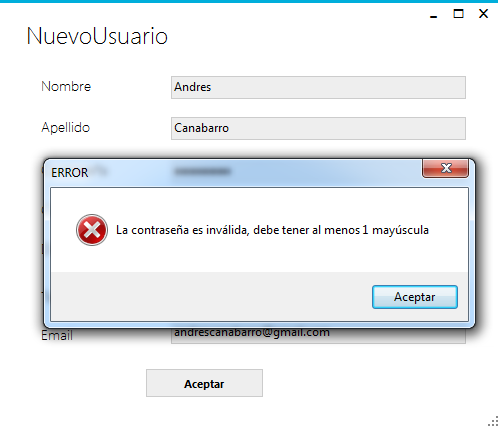 NuevoUsuario
Nombre
Andres
Apellido
Canabarro
ERROR
La contraseña es inválida, debe tener al menos 1 mayúscula
Aceptar
Email
andrescanabarro@gmail.com
Aceptar